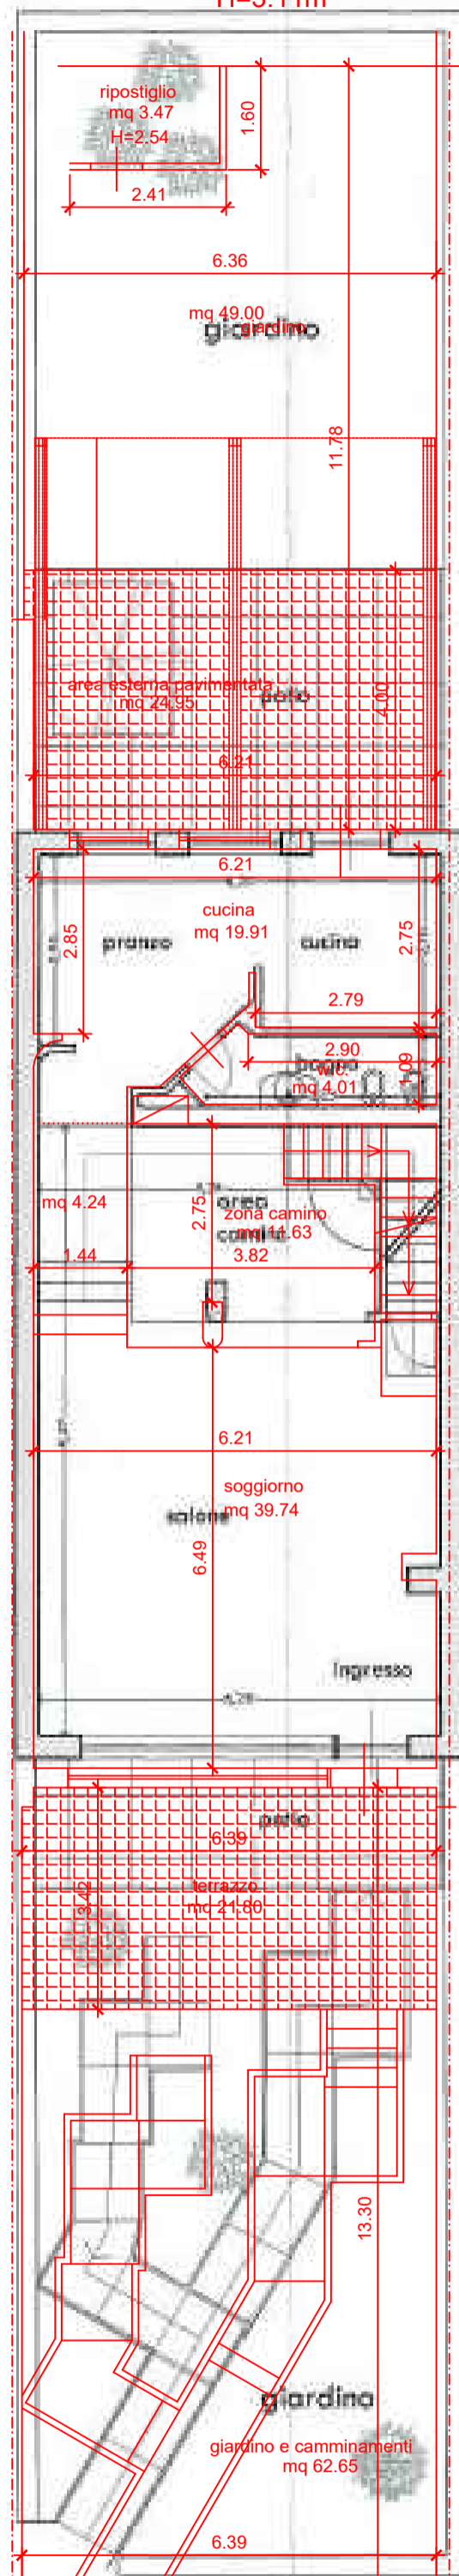 ripostiglio
mq 3.47
H=2.54
1.60
2.41
6.36
mq 49.00
giardino
giardino
11.78
area esterna pavimentata
mq 24.95
patio
4.00
6.21
6.21
cucina
mq 19.91
pranzo
cucina
2.85
2.75
2.79
2.90
w.c.
mq 4.01
1.09
mq 4.24
2.75
area
camino
zona camino
mq 11.63
1.44
3.82
6.21
soggiorno
mq 39.74
salone
6.49
ingresso
patio
6.39
terrazzo
mq 21.80
3.42
13.30
giardino
giardino e camminamenti
mq 62.65
6.39